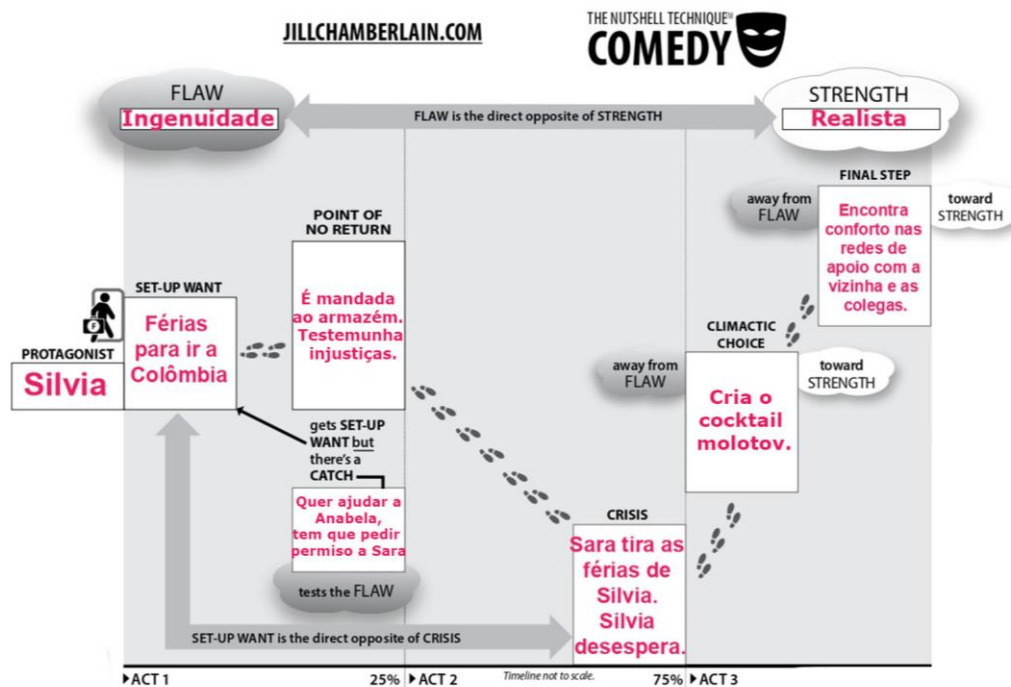 JILLCHAMBERLAIN.COM
THE NUTSHELL TECHNIQUE
COMEDY
FLAW
Ingenuidade
FLAW is the direct opposite of STRENGTH
STRENGTH
Realista
FINAL STEP
away from
FLAW
Encontra
conforto nas
redes de
apoio com a
vizinha e as
colegas.
toward
STRENGTH
POINT OF
NO RETURN
É mandada
ao armazém.
Testemunha
injustiças.
SET-UP WANT
Férias
para ir a
Colômbia
F
PROTAGONIST
Silvia
CLIMACTIC
CHOICE
away from
FLAW
Cria o
cocktail
molotov.
toward
STRENGTH
gets SET-UP
WANT but
there's a
CATCH
Quer ajudar a
Anabela,
tem que pedir
permiso a Sara
tests the FLAW
CRISIS
Sara tira as
férias de
Silvia.
Silvia
desespera.
SET-UP WANT is the direct opposite of CRISIS
ACT 1
25%
ACT 2
Timeline not to scale.
75%
ACT 3